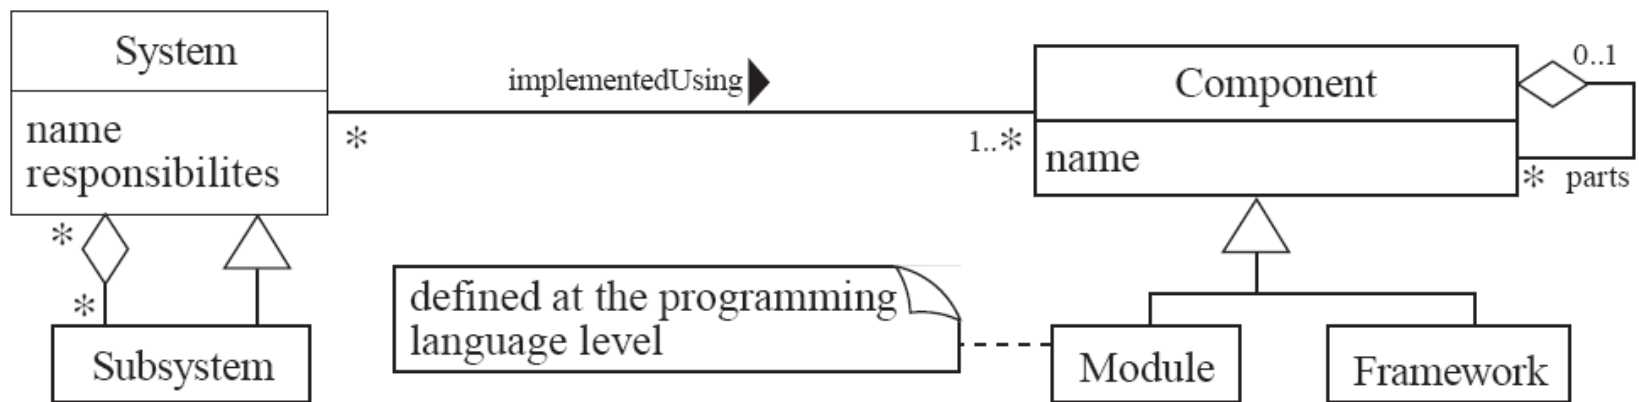 System
name
responsibilites
*
*
Subsystem
implementedUsing
*
1..*
defined at the programming
language level
Component
name
0..1
* parts
Module
Framework